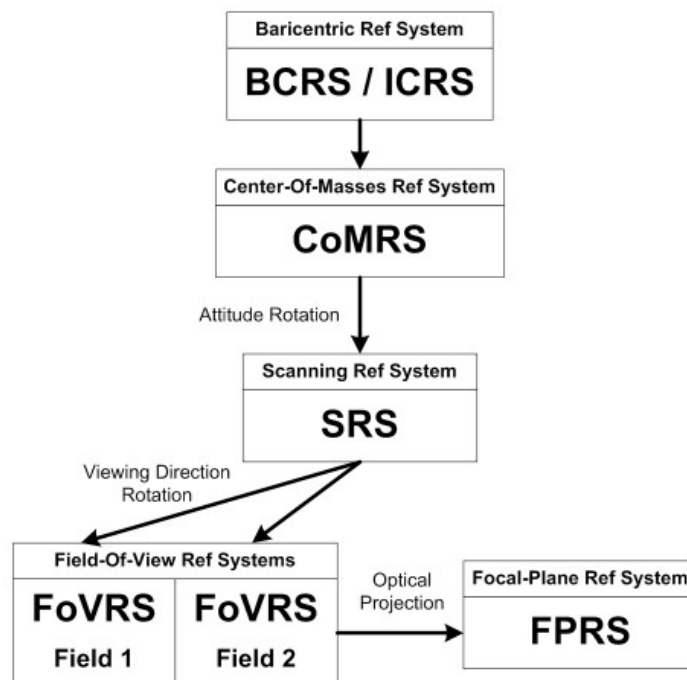 Baricentric Ref System
BCRS / ICRS
Center-Of-Masses Ref System
CoMRS
Attitude Rotation
Scanning Ref System
SRS
Viewing Direction
Rotation
Field-Of-View Ref Systems
FoVRS
Field 1
FoVRS
Field 2
Optical
Projection
Focal-Plane Ref System
FPRS